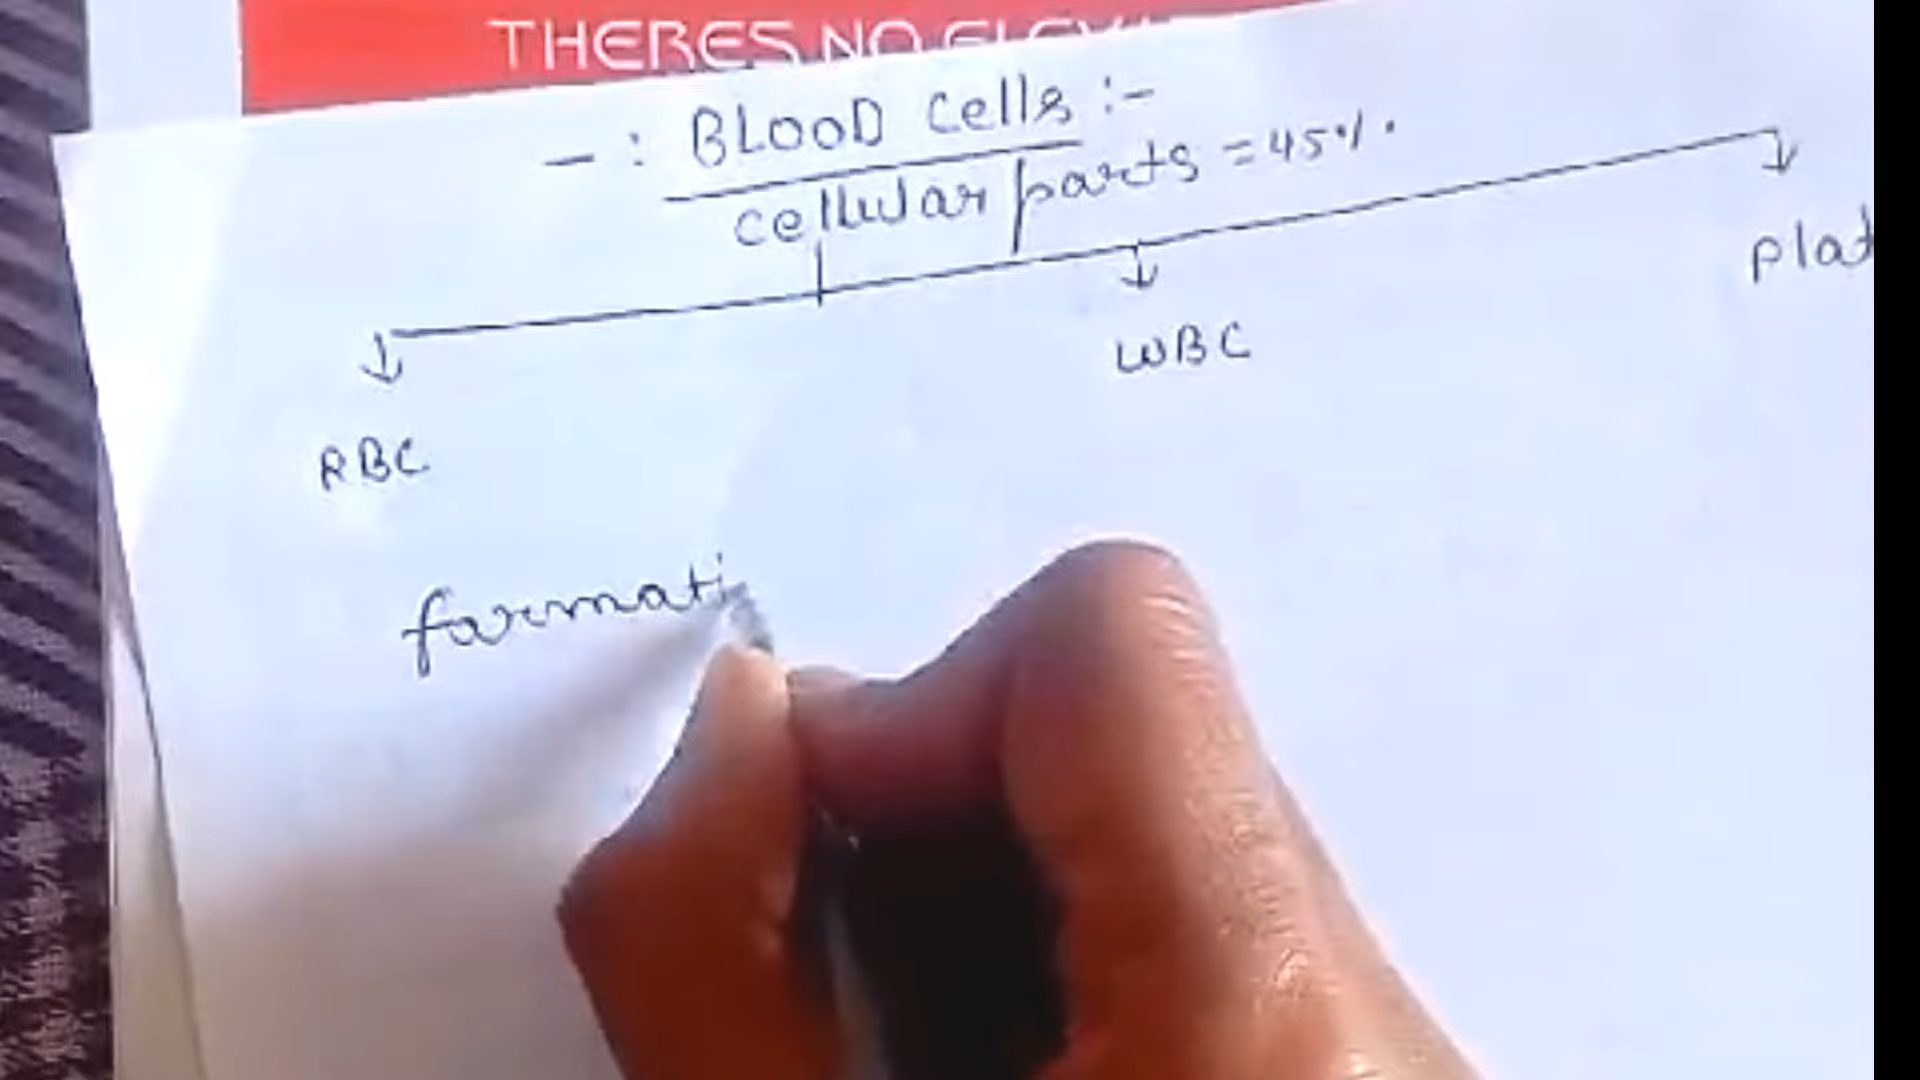 THERES NO
-: BLOOD Cells :-
cellular parts = 45%.
RBC
WBC
Plat
formati